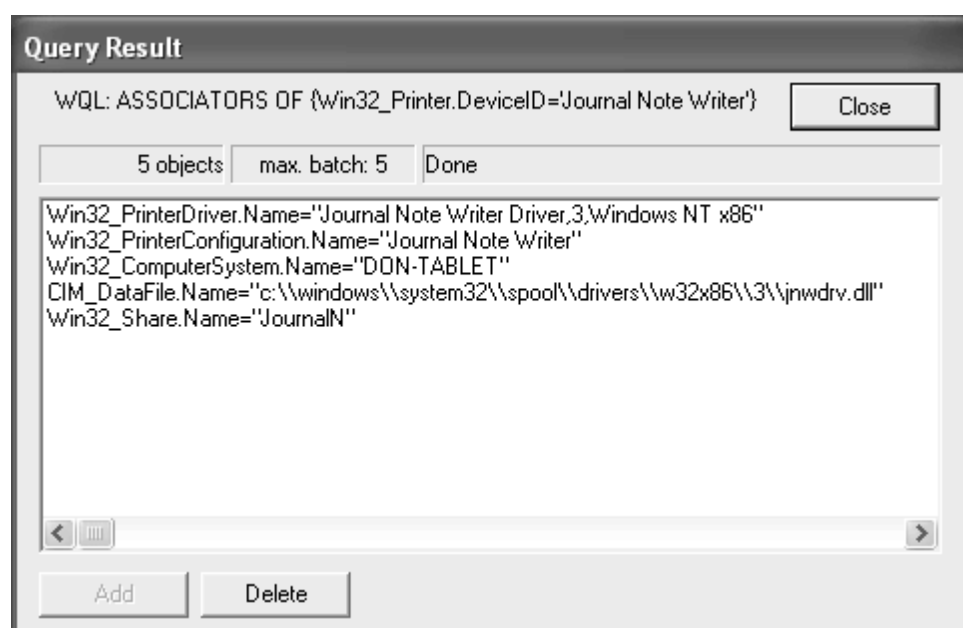 Query Result
WQL: ASSOCIATORS OF {Win32_Printer.DeviceID='Journal Note Writer'}
Close
5 objects
max. batch: 5
Done
Win32_PrinterDriver.Name="Journal Note Writer Driver,3,Windows NT x86"
Win32_PrinterConfiguration.Name="Journal Note Writer"
Win32_ComputerSystem.Name="DON-TABLET"
CIM_DataFile.Name="c:\\windows\\system32\\spool\\drivers\\w32x86\\3\\jnwdrv.dll"
Win32_Share.Name="JournalN"
Add
Delete